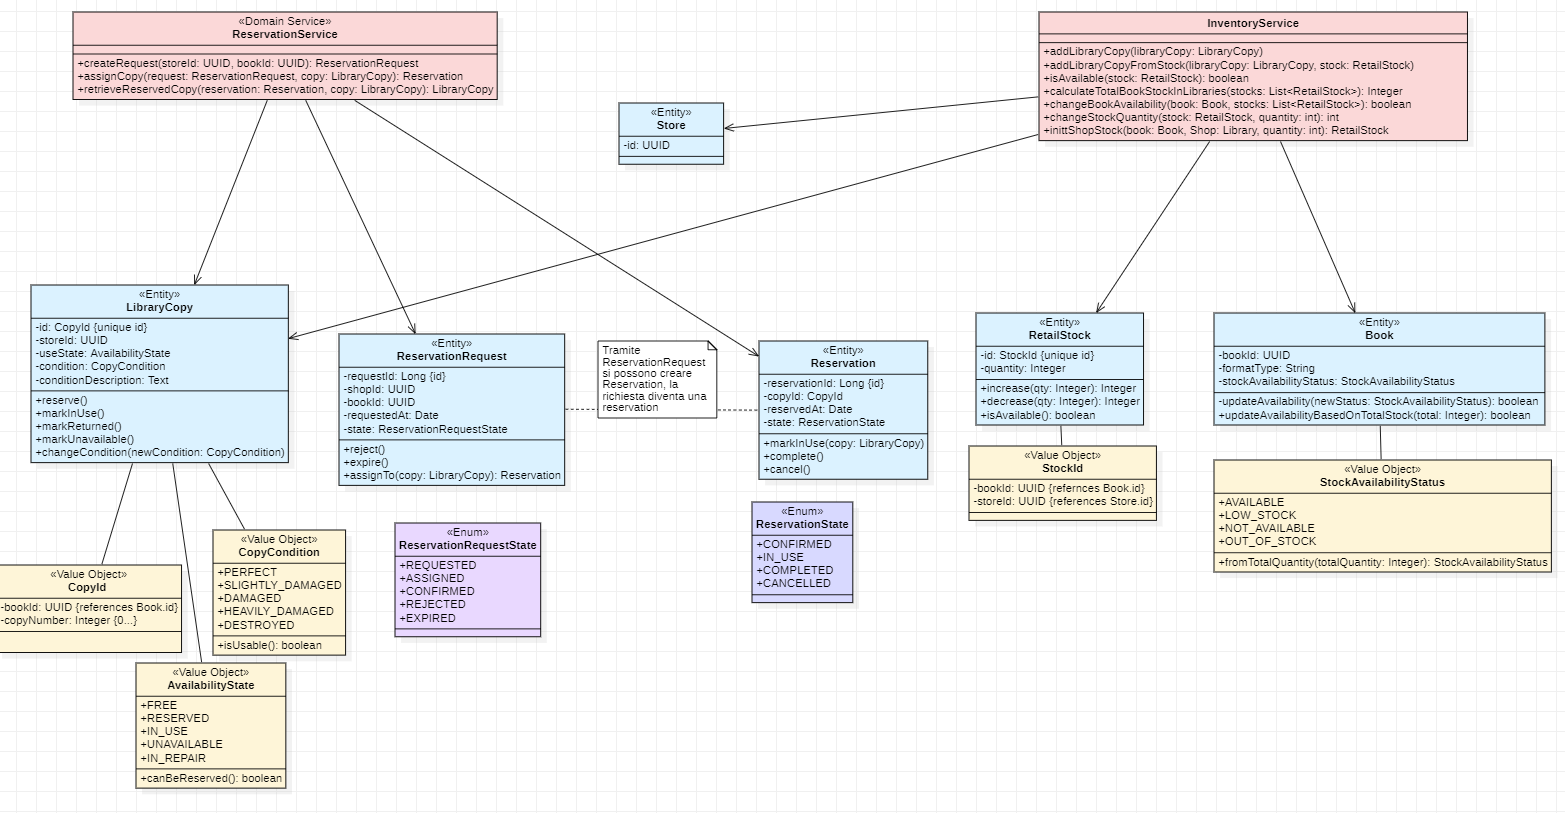 «Domain Service»
ReservationService
+createRequest(storeId: UUID, bookId: UUID): ReservationRequest
+assignCopy(request: ReservationRequest, copy: LibraryCopy): Reservation
+retrieveReservedCopy(reservation: Reservation, copy: LibraryCopy): LibraryCopy
InventoryService
+addLibraryCopy(libraryCopy: LibraryCopy)
+addLibraryCopyFromStock(libraryCopy: LibraryCopy, stock: RetailStock)
+isAvailable(stock: RetailStock): boolean
+calculateTotalBookStockInLibraries(stocks: List<RetailStock>): Integer
+changeBookAvailability(book: Book, stocks: List<RetailStock>): boolean
+changeStockQuantity(stock: RetailStock, quantity: int): int
+inittShopStock(book: Book, Shop: Library, quantity: int): RetailStock
«Entity»
Store
-id: UUID
«Entity»
LibraryCopy
-id: CopyId {unique id}
-storeId: UUID
-useState: AvailabilityState
-condition: CopyCondition
-conditionDescription: Text
+reserve()
+markInUse()
+markReturned()
+markUnavailable()
+changeCondition(newCondition: CopyCondition)
«Entity»
ReservationRequest
-requestId: Long {id}
-shopId: UUID
-bookId: UUID
-requestedAt: Date
-state: ReservationRequestState
+reject()
+expire()
+assignTo(copy: LibraryCopy): Reservation
Tramite
ReservationRequest
si possono creare
Reservation, la
richiesta diventa una
reservation
«Entity»
Reservation
-reservationId: Long {id}
-copyId: CopyId
-reservedAt: Date
-state: ReservationState
+markInUse(copy: LibraryCopy)
+complete()
+cancel()
«Entity»
RetailStock
-id: StockId {unique id}
-quantity: Integer
+increase(qty: Integer): Integer
+decrease(qty: Integer): Integer
+isAvailable(): boolean
«Entity»
Book
-bookId: UUID
-formatType: String
-stockAvailabilityStatus: StockAvailabilityStatus
-updateAvailability(newStatus: StockAvailabilityStatus): boolean
+updateAvailabilityBasedOnTotalStock(total: Integer): boolean
«Value Object»
StockId
-bookId: UUID {refernces Book.id}
-storeId: UUID {references Store.id}
«Value Object»
StockAvailabilityStatus
+AVAILABLE
+LOW_STOCK
+NOT_AVAILABLE
+OUT_OF_STOCK
+fromTotalQuantity(totalQuantity: Integer): StockAvailabilityStatus
«Value Object»
CopyId
-bookId: UUID {references Book.id}
-copyNumber: Integer {0...}
«Value Object»
CopyCondition
+PERFECT
+SLIGHTLY_DAMAGED
+DAMAGED
+HEAVILY_DAMAGED
+DESTROYED
+isUsable(): boolean
«Enum»
ReservationRequestState
+REQUESTED
+ASSIGNED
+CONFIRMED
+REJECTED
+EXPIRED
«Enum»
ReservationState
+CONFIRMED
+IN_USE
+COMPLETED
+CANCELLED
«Value Object»
AvailabilityState
+FREE
+RESERVED
+IN_USE
+UNAVAILABLE
+IN_REPAIR
+canBeReserved(): boolean